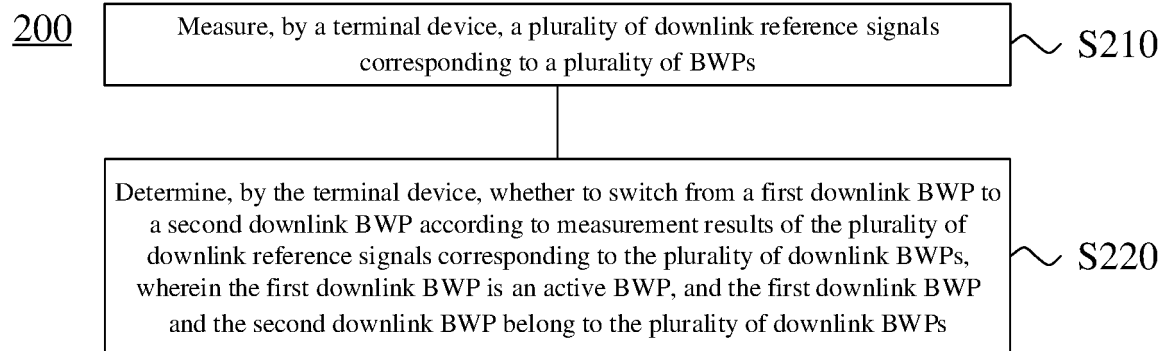 200
Measure, by a terminal device, a plurality of downlink reference signals
corresponding to a plurality of BWPs
S210
Determine, by the terminal device, whether to switch from a first downlink BWP to
a second downlink BWP according to measurement results of the plurality of
downlink reference signals corresponding to the plurality of downlink BWPs,
wherein the first downlink BWP is an active BWP, and the first downlink BWP
and the second downlink BWP belong to the plurality of downlink BWPs
S220